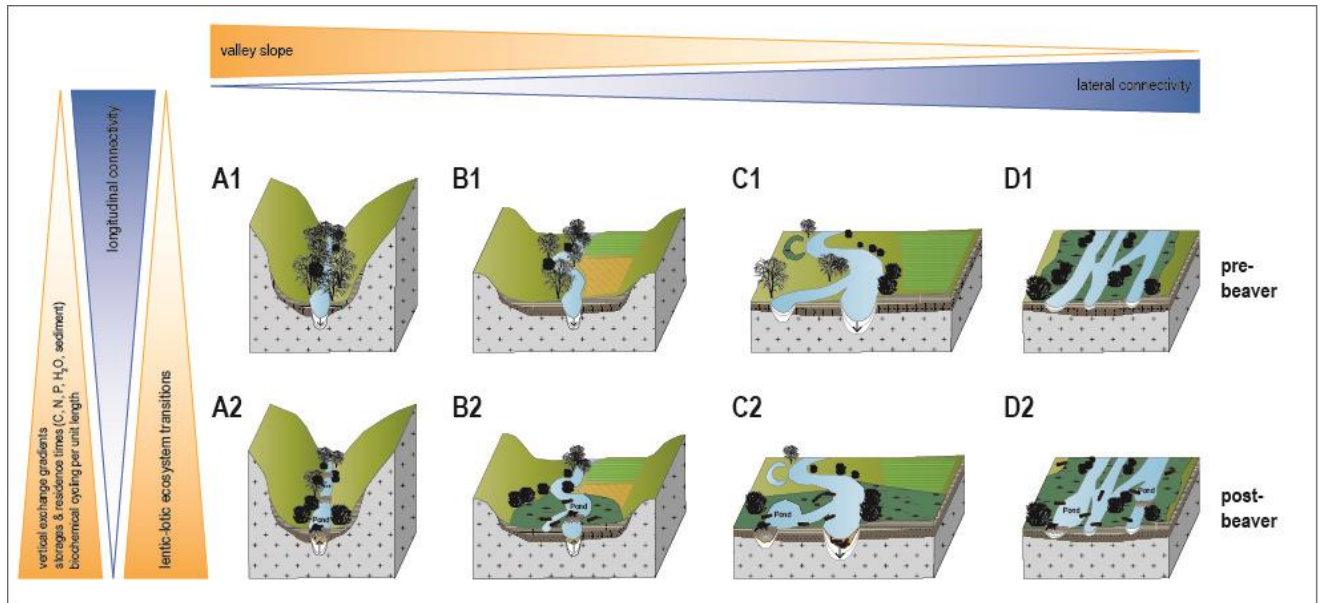 valley slope
lateral connectivity
longitudinal connectivity
vertical exchange gradients
storages & residence times (C, N, P, H₂O, sediment)
biochemical cycling per unit length
lentic-lotic ecosystem transitions
A1
B1
C1
D1
pre-
beaver
A2
B2
C2
D2
Pond
Pond
Pond
Pond
Pond
post-
beaver